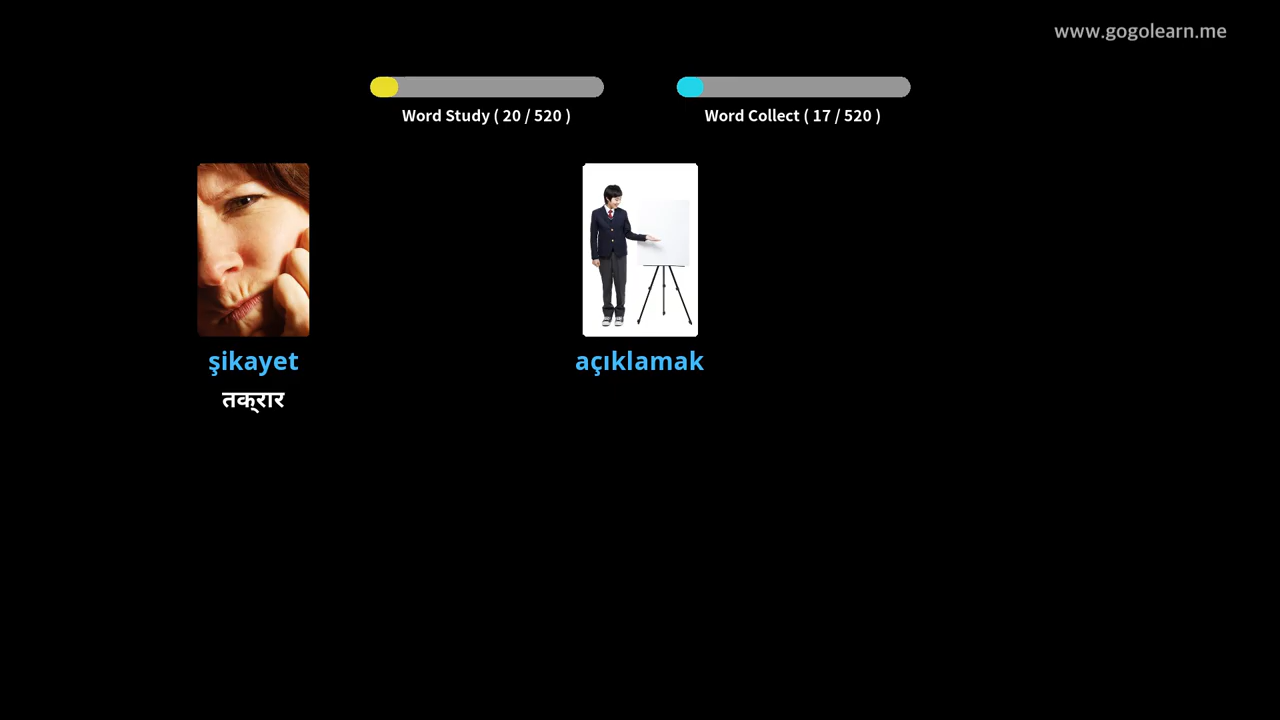 www.gogolearn.me
Word Study ( 20 / 520 )
Word Collect ( 17 / 520 )
şikayet
açıklamak
तक्रार